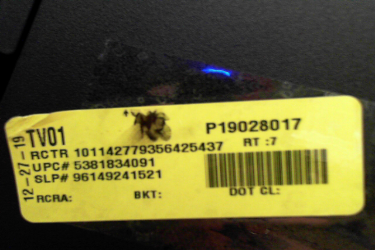 12-27-19
TV01 P19028017
RCTR 101142779356425437 RT :7
UPC# 5381834091
SLP# 96149241521
RCRA: BKT: DOT CL: